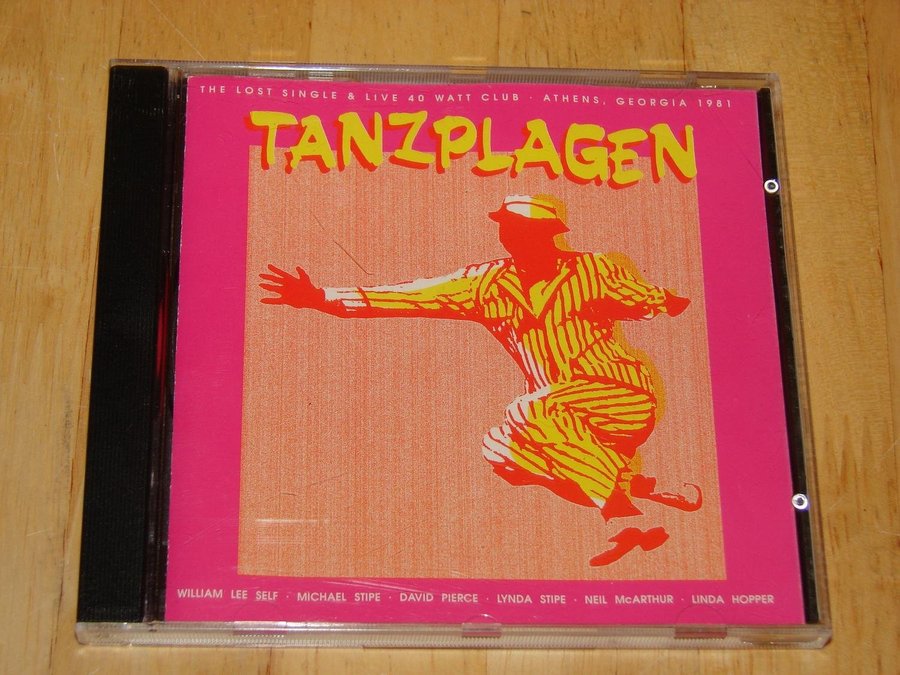 THE LOST SINGLE & LIVE 40 WATT CLUB · ATHENS, GEORGIA 1981
TANZPLAGEN
WILLIAM LEE SELF · MICHAEL STIPE · DAVID PIERCE · LYNDA STIPE · NEIL McARTHUR · LINDA HOPPER